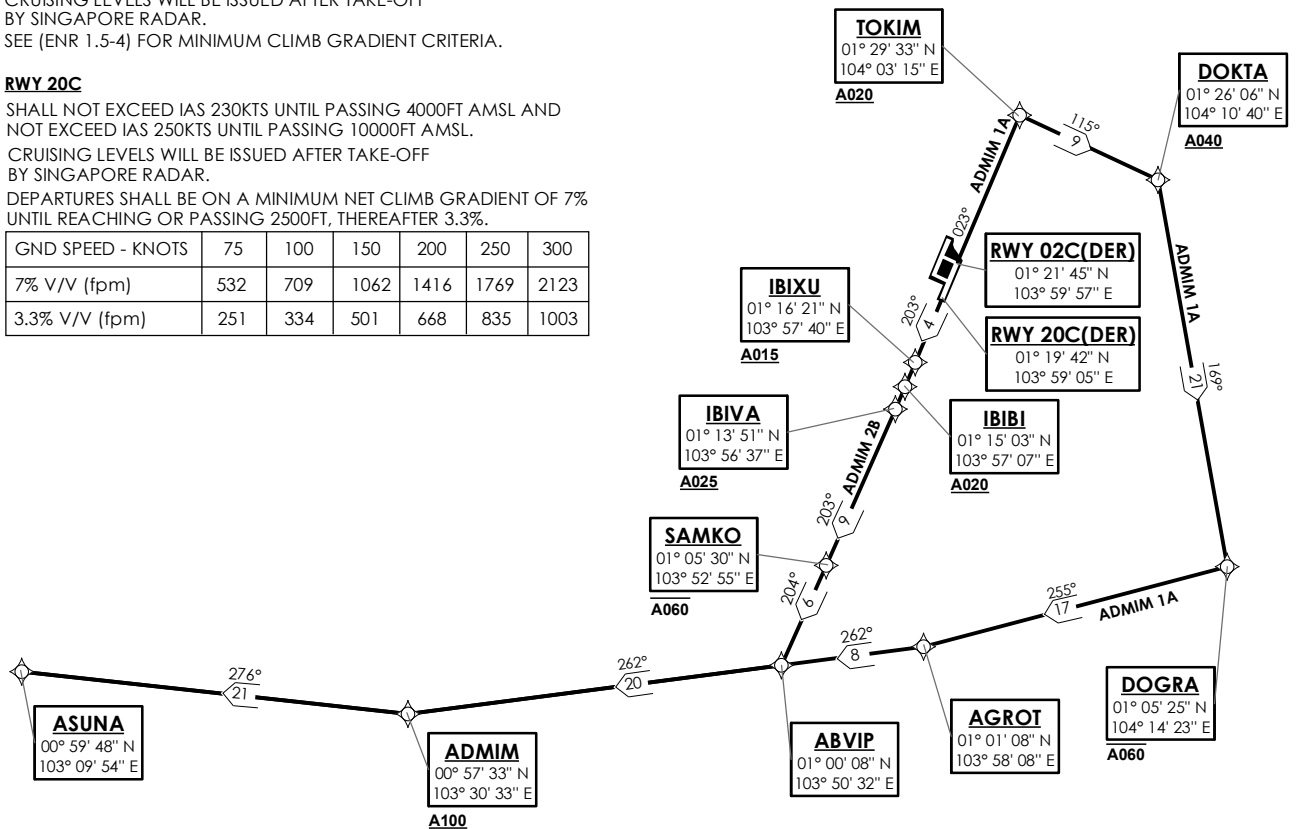 CRUISING LEVELS WILL BE ISSUED AFTER TAKE-OFF
BY SINGAPORE RADAR.
SEE (ENR 1.5-4) FOR MINIMUM CLIMB GRADIENT CRITERIA.
RWY 20C
SHALL NOT EXCEED IAS 230KTS UNTIL PASSING 4000FT AMSL AND
NOT EXCEED IAS 250KTS UNTIL PASSING 10000FT AMSL.
CRUISING LEVELS WILL BE ISSUED AFTER TAKE-OFF
BY SINGAPORE RADAR.
DEPARTURES SHALL BE ON A MINIMUM NET CLIMB GRADIENT OF 7%
UNTIL REACHING OR PASSING 2500FT, THEREAFTER 3.3%.
GND SPEED - KNOTS 75 100 150 200 250 300
7% V/V (fpm) 532 709 1062 1416 1769 2123
3.3% V/V (fpm) 251 334 501 668 835 1003
TOKIM
01° 29' 33" N
104° 03' 15" E
A020
DOKTA
01° 26' 06" N
104° 10' 40" E
A040
115°
9
ADMIM 1A
023°
RWY 02C(DER)
01° 21' 45" N
103° 59' 57" E
RWY 20C(DER)
01° 19' 42" N
103° 59' 05" E
ADMIM 1A
169°
21
IBIXU
01° 16' 21" N
103° 57' 40" E
A015
203°
4
IBIVA
01° 13' 51" N
103° 56' 37" E
A025
IBIBI
01° 15' 03" N
103° 57' 07" E
A020
ADMIM 2B
203°
9
SAMKO
01° 05' 30" N
103° 52' 55" E
A060
204°
6
255°
17
ADMIM 1A
262°
8
262°
20
276°
21
DOGRA
01° 05' 25" N
104° 14' 23" E
A060
AGROT
01° 01' 08" N
103° 58' 08" E
ABVIP
01° 00' 08" N
103° 50' 32" E
ADMIM
00° 57' 33" N
103° 30' 33" E
A100
ASUNA
00° 59' 48" N
103° 09' 54" E